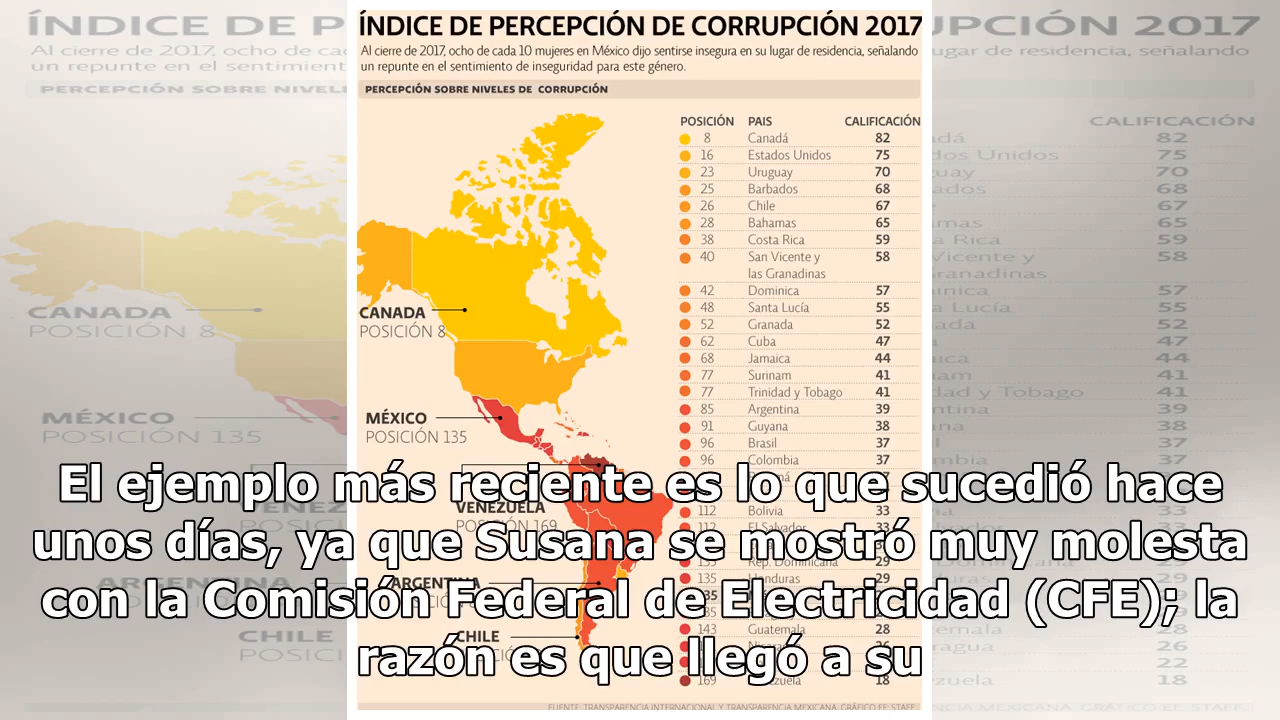 ÍNDICE DE PERCEPCIÓN DE CORRUPCIÓN 2017
Al cierre de 2017, ocho de cada 10 mujeres en México dijo sentirse insegura en su lugar de residencia, señalando
un repunte en el sentimiento de inseguridad para este género.
PERCEPCIÓN SOBRE NIVELES DE CORRUPCIÓN
POSICIÓN PAIS CALIFICACIÓN
8 Canadá 82
16 Estados Unidos 75
23 Uruguay 70
25 Barbados 68
26 Chile 67
28 Bahamas 65
38 Costa Rica 59
40 San Vicente y 58
las Granadinas
42 Dominica 57
48 Santa Lucía 55
52 Granada 52
62 Cuba 47
68 Jamaica 44
77 Surinam 41
77 Trinidad y Tobago 41
85 Argentina 39
91 Guyana 38
96 Brasil 37
96 Colombia 37
112 Bolivia 33
112 El Salvador 33
135 Rep. Dominicana 29
135 Honduras 29
143 Guatemala 28
26
22
169 Venezuela 18
CANADA
POSICIÓN 8
MÉXICO
POSICIÓN 135
VENEZUELA
POSICIÓN 169
ARGENTINA
CHILE
El ejemplo más reciente es lo que sucedió hace
unos días, ya que Susana se mostró muy molesta
con la Comisión Federal de Electricidad (CFE); la
razón es que llegó a su
FUENTE: TRANSPARENCIA INTERNACIONAL Y TRANSPARENCIA MEXICANA. GRÁFICO EE: STAFF